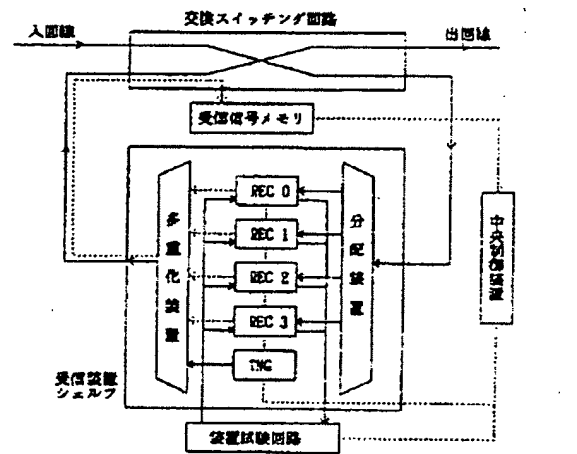 交換スイッチング回路
入回線
出回線
受信信号メモリ
REC 0
REC 1
REC 2
REC 3
TNG
多重化装置
分配装置
中央制御装置
受信装置
シェルフ
装置試験回路